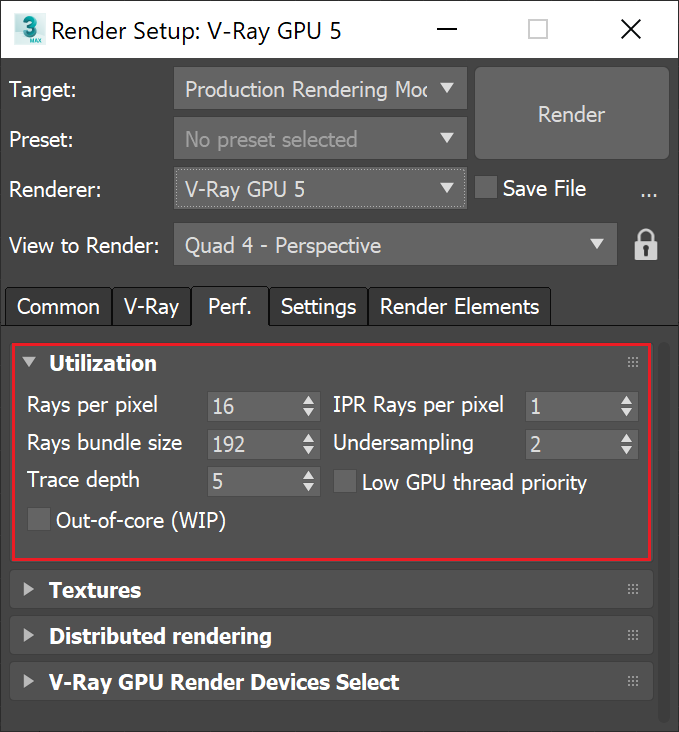 3 MAX Render Setup: V-Ray GPU 5
Target: Production Rendering Moc Render
Preset: No preset selected
Renderer: V-Ray GPU 5 Save File ...
View to Render: Quad 4 - Perspective
Common V-Ray Perf. Settings Render Elements
Utilization
Rays per pixel 16 IPR Rays per pixel 1
Rays bundle size 192 Undersampling 2
Trace depth 5 Low GPU thread priority
Out-of-core (WIP)
Textures
Distributed rendering
V-Ray GPU Render Devices Select